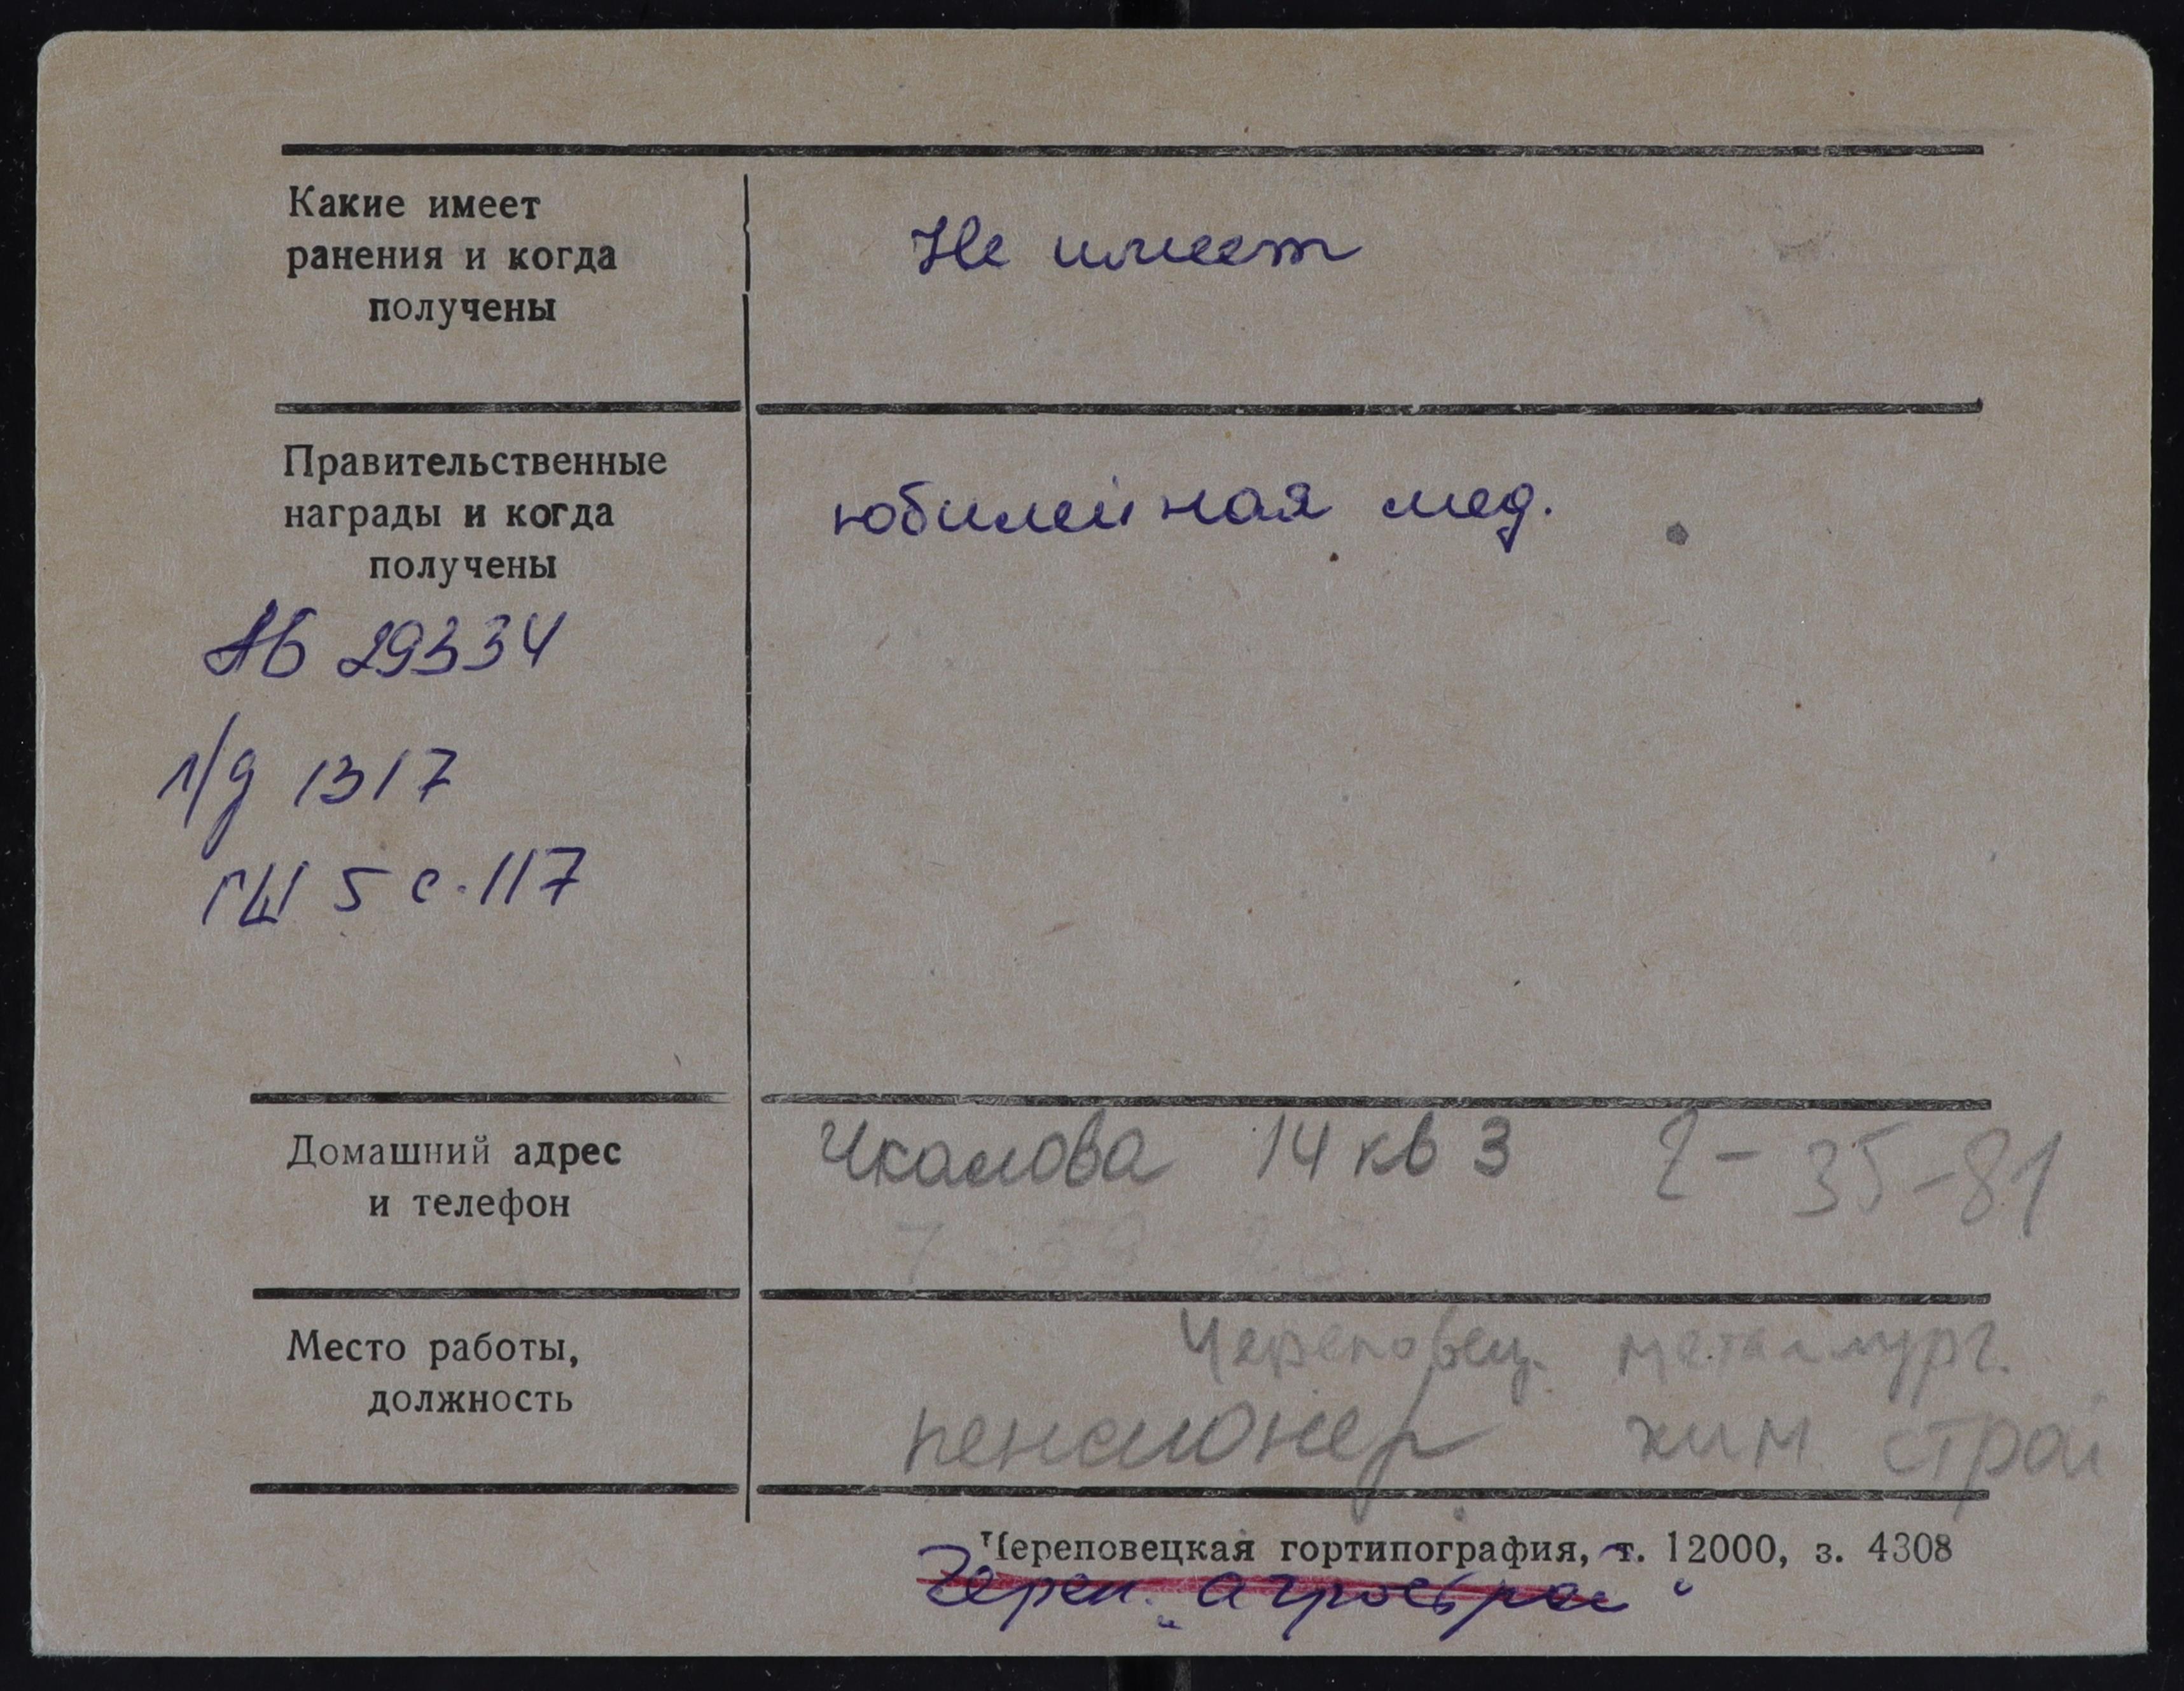 Какие имеет
ранения и когда
получены
Не имеет
Правительственные
награды и когда
получены
юбилейная мед.
АБ 29334
л/д 1317
ГШ 5 с. 117
Домашний адрес
и телефон
Чкалова 14 кв 3 2-35-81
Место работы,
должность
Череповец. металлург.
пенсионер хим строй
Череповецкая гортипография, т. 12000, з. 4308
Череп. "Агрострой"